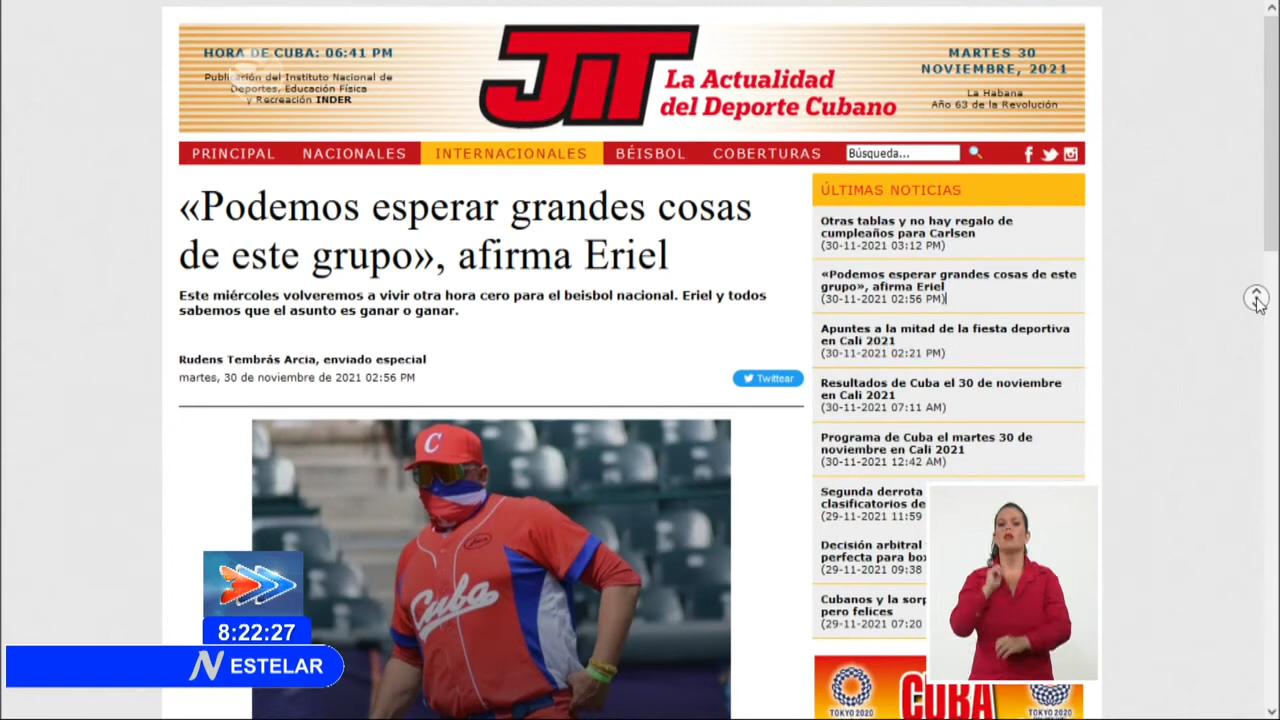 HORA DE CUBA: 06:41 PM
Publicación del Instituto Nacional de
Deportes, Educación Física
y Recreación INDER
JIT
La Actualidad
del Deporte Cubano
MARTES 30
NOVIEMBRE, 2021
La Habana
Año 63 de la Revolución
PRINCIPAL NACIONALES INTERNACIONALES BÉISBOL COBERTURAS Búsqueda...
«Podemos esperar grandes cosas
de este grupo», afirma Eriel
Este miércoles volveremos a vivir otra hora cero para el beisbol nacional. Eriel y todos
sabemos que el asunto es ganar o ganar.
Rudens Tembrás Arcia, enviado especial
martes, 30 de noviembre de 2021 02:56 PM
Twittear
C
Cuba
ÚLTIMAS NOTICIAS
Otras tablas y no hay regalo de
cumpleaños para Carlsen
(30-11-2021 03:12 PM)
«Podemos esperar grandes cosas de este
grupo», afirma Eriel
(30-11-2021 02:56 PM)
Apuntes a la mitad de la fiesta deportiva
en Cali 2021
(30-11-2021 02:21 PM)
Resultados de Cuba el 30 de noviembre
en Cali 2021
(30-11-2021 07:11 AM)
Programa de Cuba el martes 30 de
noviembre en Cali 2021
(30-11-2021 12:42 AM)
Segunda derrota
clasificatorios de
(29-11-2021 11:59
Decisión arbitral
perfecta para
(29-11-2021 09:38
Cubanos y la
pero felices
(29-11-2021 07:20
CUBA
TOKYO 2020
TOKYO 2020
8:22:27
N ESTELAR